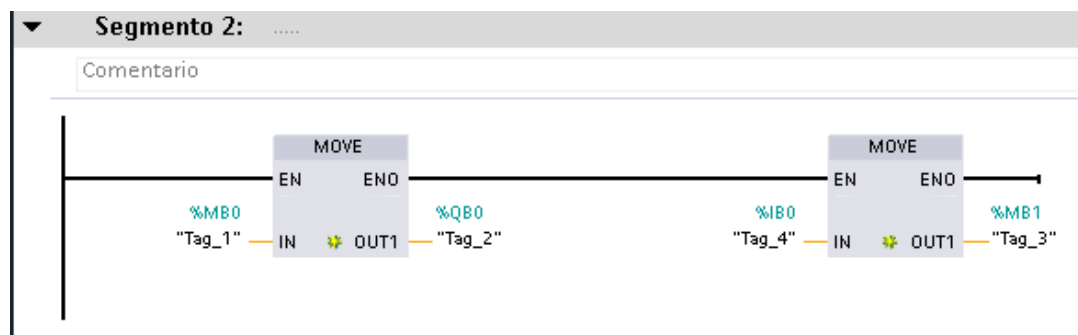 Segmento 2: .....
Comentario
MOVE MOVE
EN ENO EN ENO
%MB0 %QB0 %IB0 %MB1
"Tag_1" IN OUT1 "Tag_2" "Tag_4" IN OUT1 "Tag_3"